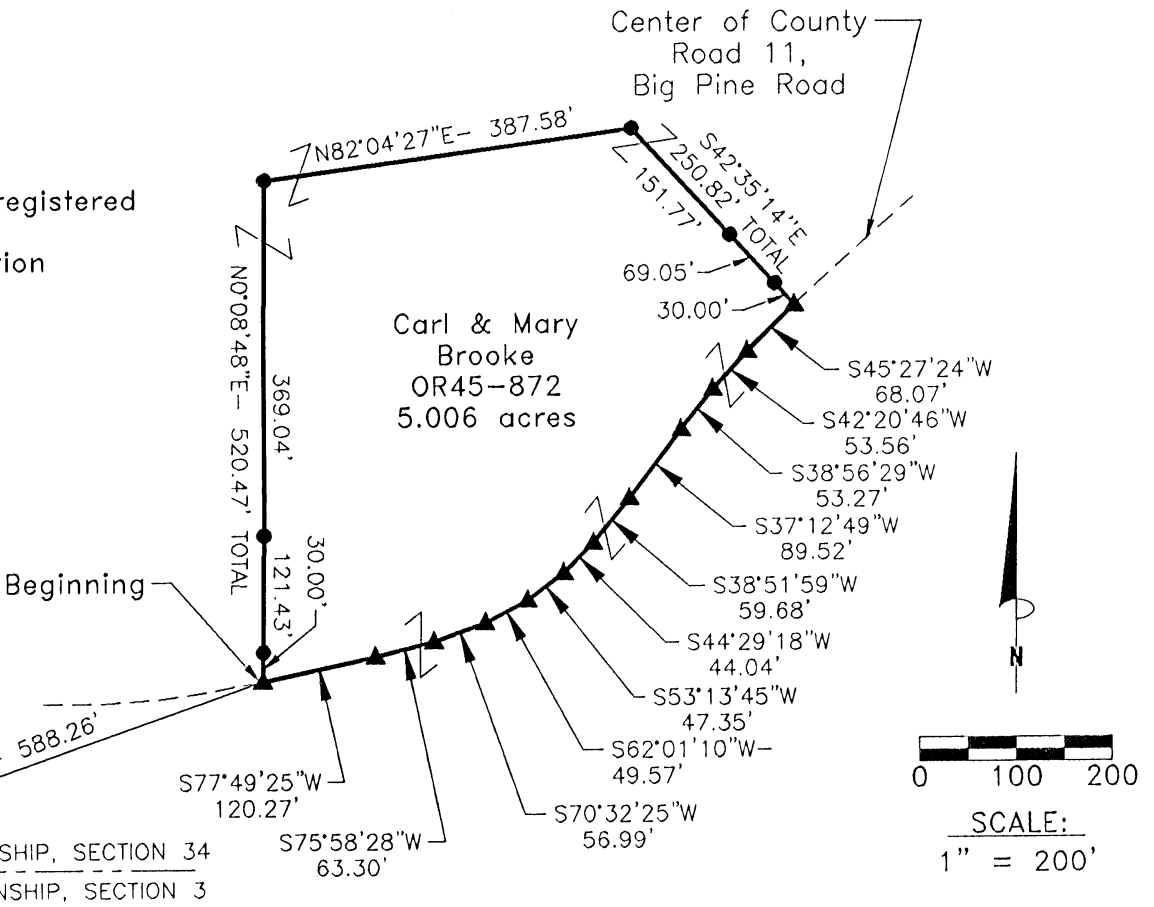 Center of County
Road 11,
Big Pine Road
N82°04'27"E- 387.58'
S42°35'14"E
250.82' TOTAL
151.77'
registered
tion
69.05'
30.00'
N0°08'48"E- 520.47' TOTAL
369.04'
Carl & Mary
Brooke
OR45-872
5.006 acres
S45°27'24"W
68.07'
S42°20'46"W
53.56'
S38°56'29"W
53.27'
S37°12'49"W
89.52'
30.00'
121.43'
Beginning
S38°51'59"W
59.68'
S44°29'18"W
44.04'
S53°13'45"W
47.35'
S62°01'10"W-
49.57'
N
588.26'
S77°49'25"W
120.27'
S70°32'25"W
56.99'
S75°58'28"W
63.30'
0 100 200
SCALE:
1" = 200'
SHIP, SECTION 34
NSHIP, SECTION 3